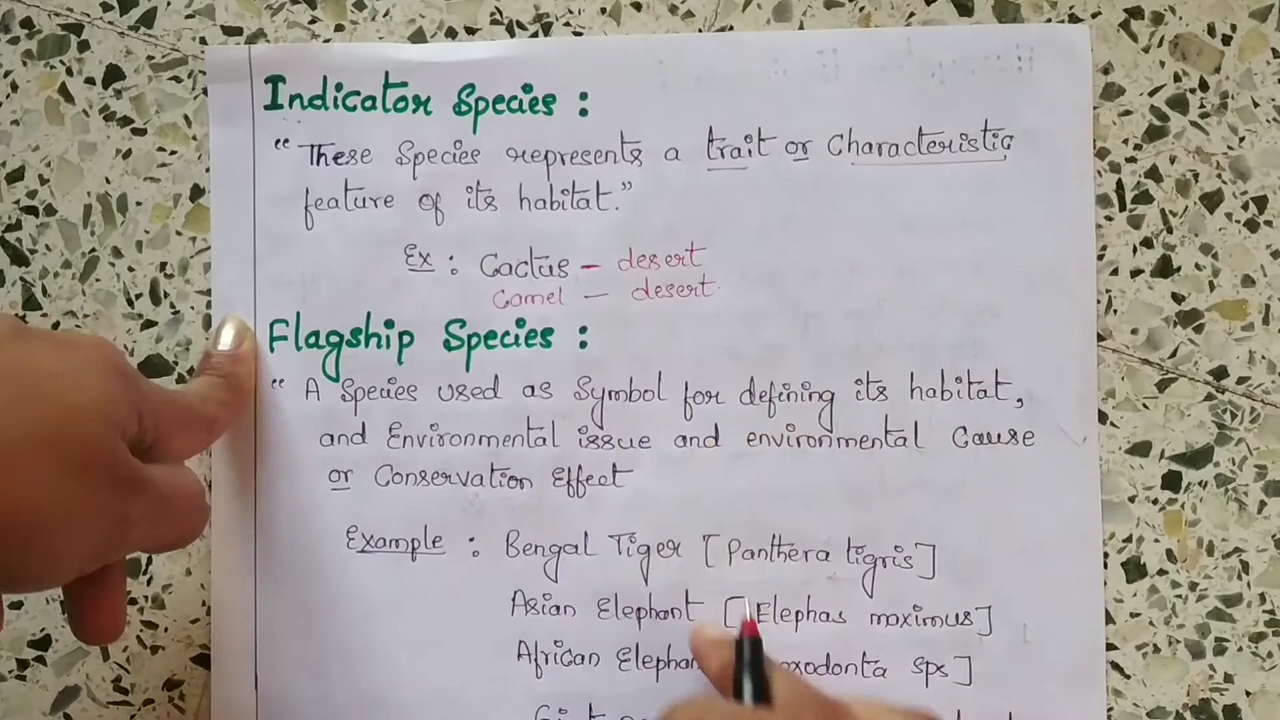 Indicator Species :
“These Species represents a trait or Characteristic
feature of its habitat.”
Ex : Cactus – desert
Camel – desert
Flagship Species :
“ A Species used as Symbol for defining its habitat,
and Environmental issue and environmental Cause
or Conservation Effect
Example : Bengal Tiger [Panthera tigris]
Asian Elephant [Elephas maximus]
African sps]